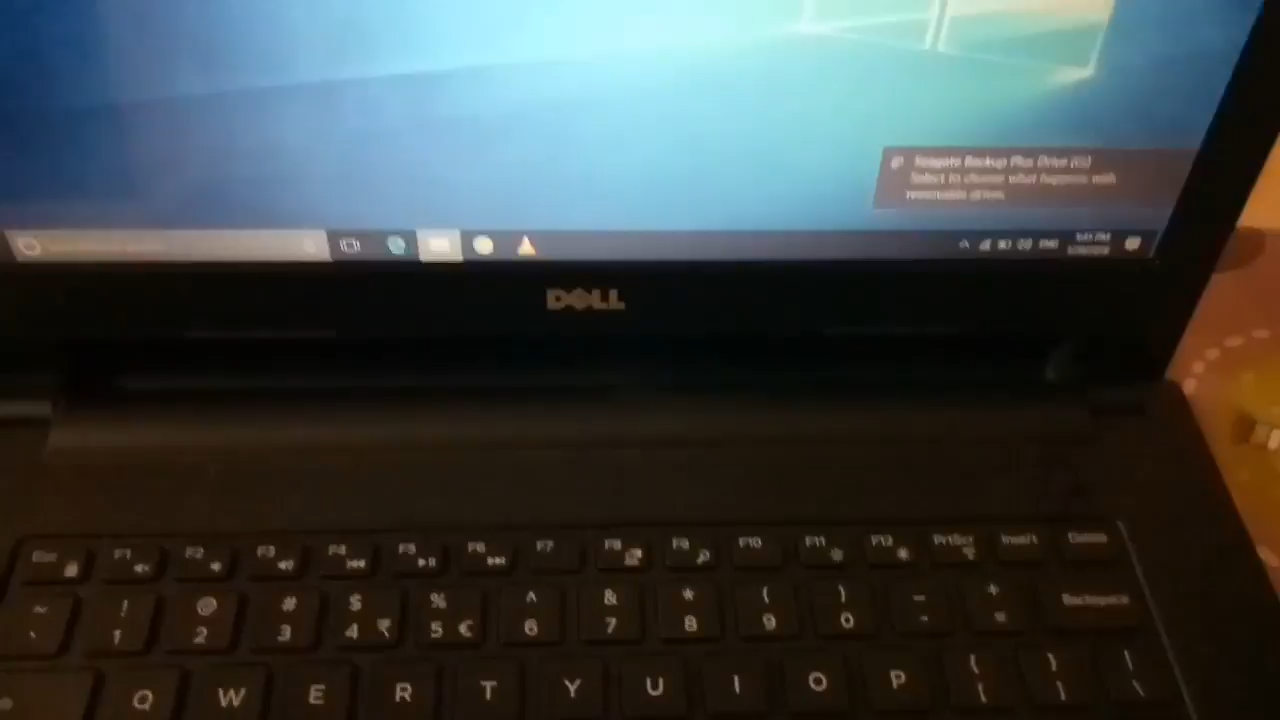 Seagate Backup Plus Drive (G:)
Select to choose what happens with
removable drives.
ENG
DELL
Esc F1 F2 F3 F4 F5 F6 F7 F8 F9 F10 F11 F12 PrtScr Insert Delete
~ ! @ # $ % ^ & * ( ) _ +
` 1 2 3 4 ₹ 5 € 6 7 8 9 0 - = Backspace
Q W E R T Y U I O P { } |
[ ] \